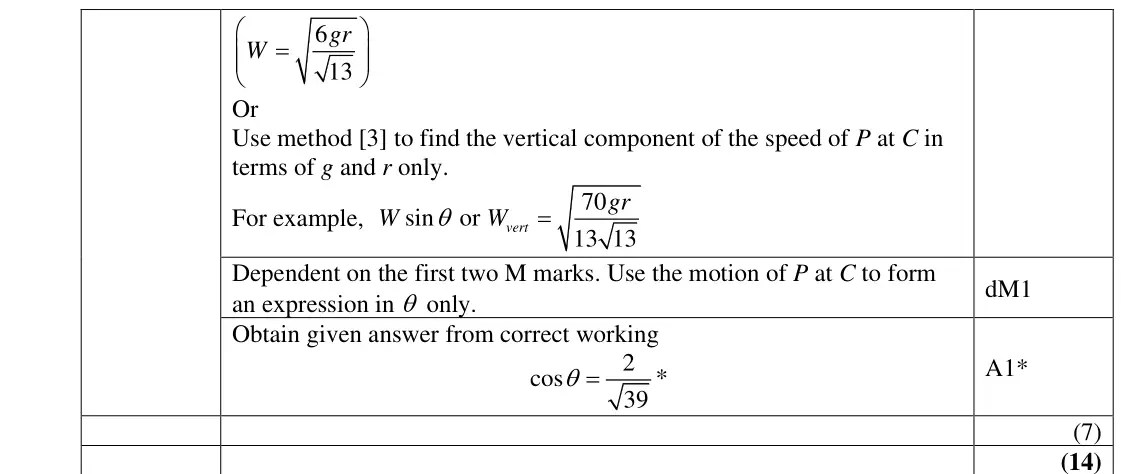 (W = √(6gr/√13))
Or
Use method [3] to find the vertical component of the speed of P at C in
terms of g and r only.
For example, W sin θ or W_vert = √(70gr/13√13)
Dependent on the first two M marks. Use the motion of P at C to form
an expression in θ only.
dM1
Obtain given answer from correct working
cos θ = 2/√39 *
A1*
(7)
(14)